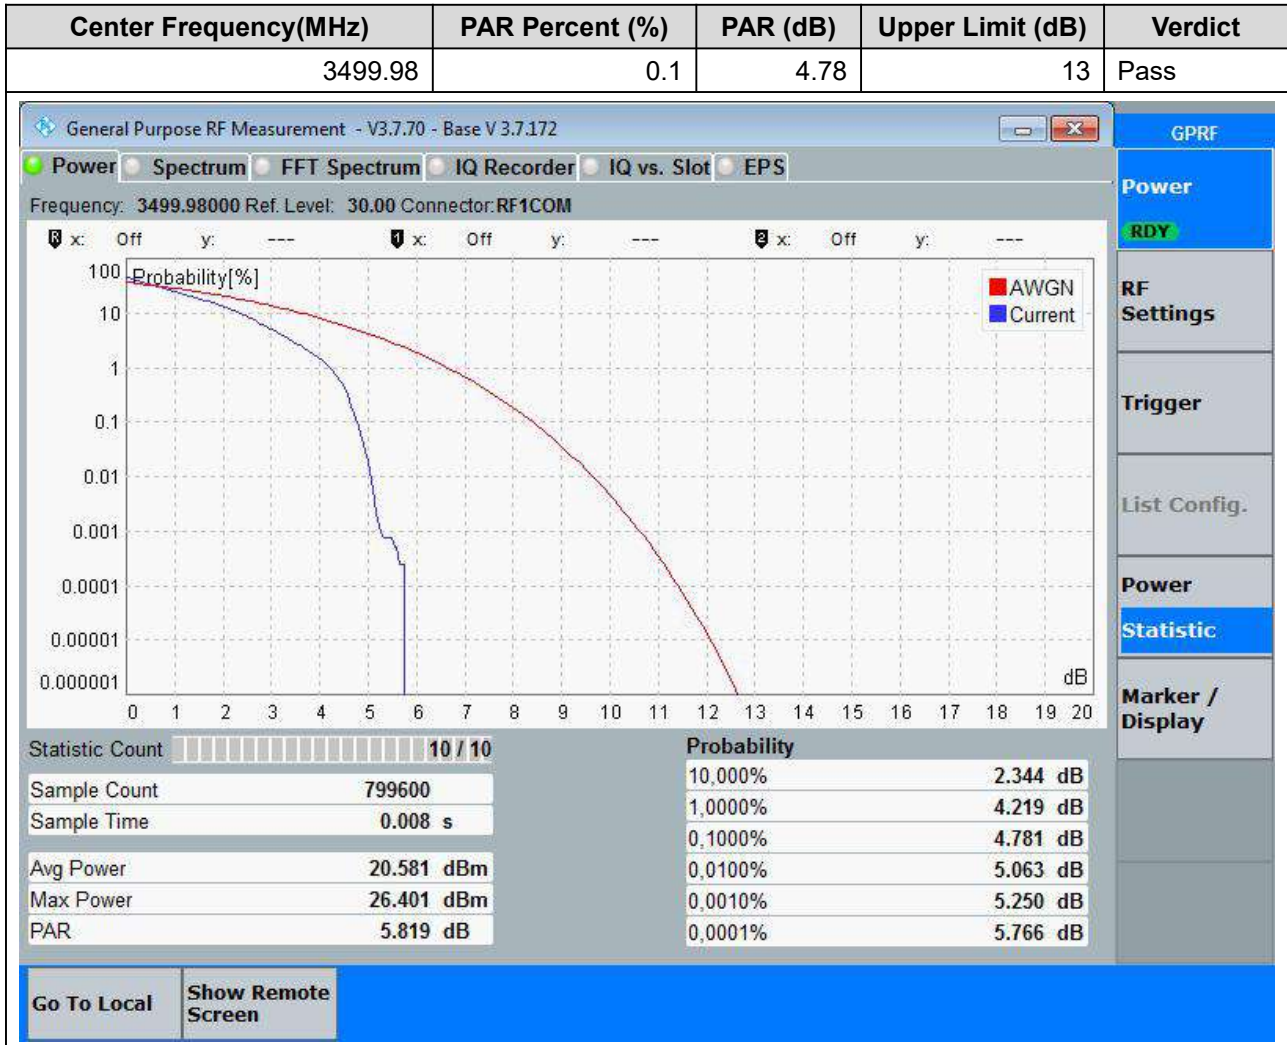 Center Frequency(MHz) PAR Percent (%) PAR (dB) Upper Limit (dB) Verdict
3499.98 0.1 4.78 13 Pass
General Purpose RF Measurement - V3.7.70 - Base V 3.7.172
Power Spectrum FFT Spectrum IQ Recorder IQ vs. Slot EPS
Frequency: 3499.98000 Ref. Level: 30.00 Connector: RF1COM
R x: Off y: --- 1 x: Off y: --- 2 x: Off y: ---
Probability[%]
AWGN
Current
100
10
1
0.1
0.01
0.001
0.0001
0.00001
0.000001
dB
0 1 2 3 4 5 6 7 8 9 10 11 12 13 14 15 16 17 18 19 20
Statistic Count 10 / 10
Sample Count 799600
Sample Time 0.008 s
Avg Power 20.581 dBm
Max Power 26.401 dBm
PAR 5.819 dB
Probability
10,000% 2.344 dB
1,0000% 4.219 dB
0,1000% 4.781 dB
0,0100% 5.063 dB
0,0010% 5.250 dB
0,0001% 5.766 dB
GPRF
Power
RDY
RF
Settings
Trigger
List Config.
Power
Statistic
Marker /
Display
Go To Local
Show Remote
Screen